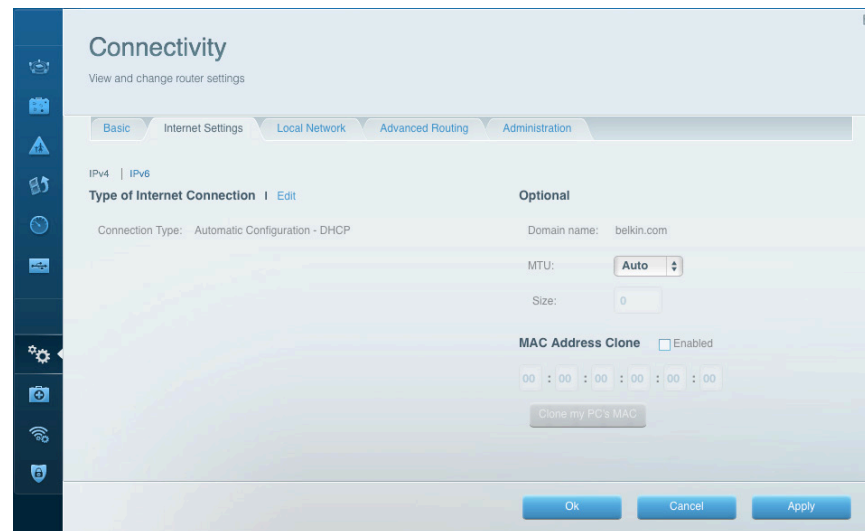 Connectivity
View and change router settings
Basic Internet Settings Local Network Advanced Routing Administration
IPv4 | IPv6
Type of Internet Connection | Edit
Connection Type: Automatic Configuration - DHCP
Optional
Domain name: belkin.com
MTU: Auto
Size: 0
MAC Address Clone Enabled
00 : 00 : 00 : 00 : 00 : 00
Clone my PC's MAC
Ok Cancel Apply